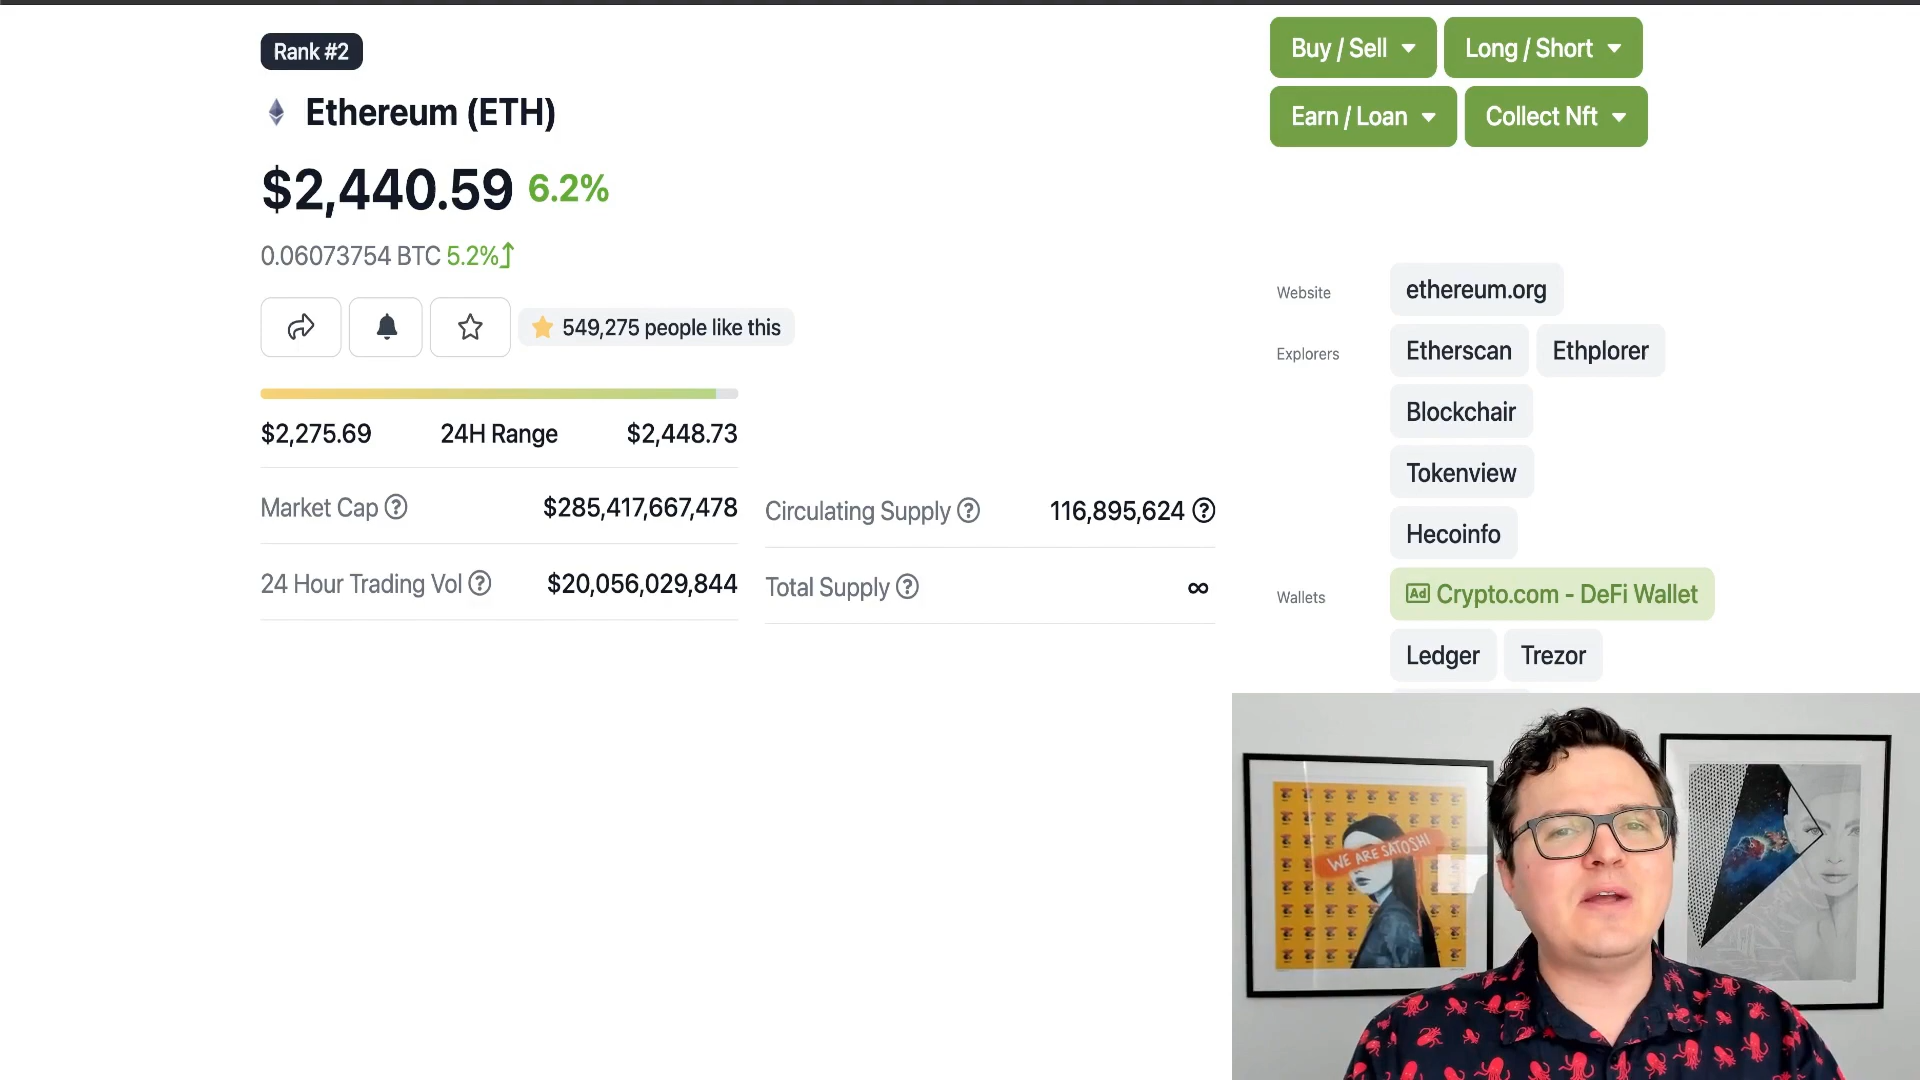 Rank #2
Ethereum (ETH)
$2,440.59 6.2%
0.06073754 BTC 5.2%
549,275 people like this
$2,275.69 24H Range $2,448.73
Market Cap $285,417,667,478
24 Hour Trading Vol $20,056,029,844
Circulating Supply 116,895,624
Total Supply ∞
Buy / Sell Long / Short
Earn / Loan Collect Nft
Website ethereum.org
Explorers Etherscan Ethplorer
Blockchair
Tokenview
Hecoinfo
Wallets Ad Crypto.com - DeFi Wallet
Ledger Trezor
WE ARE SATOSHI